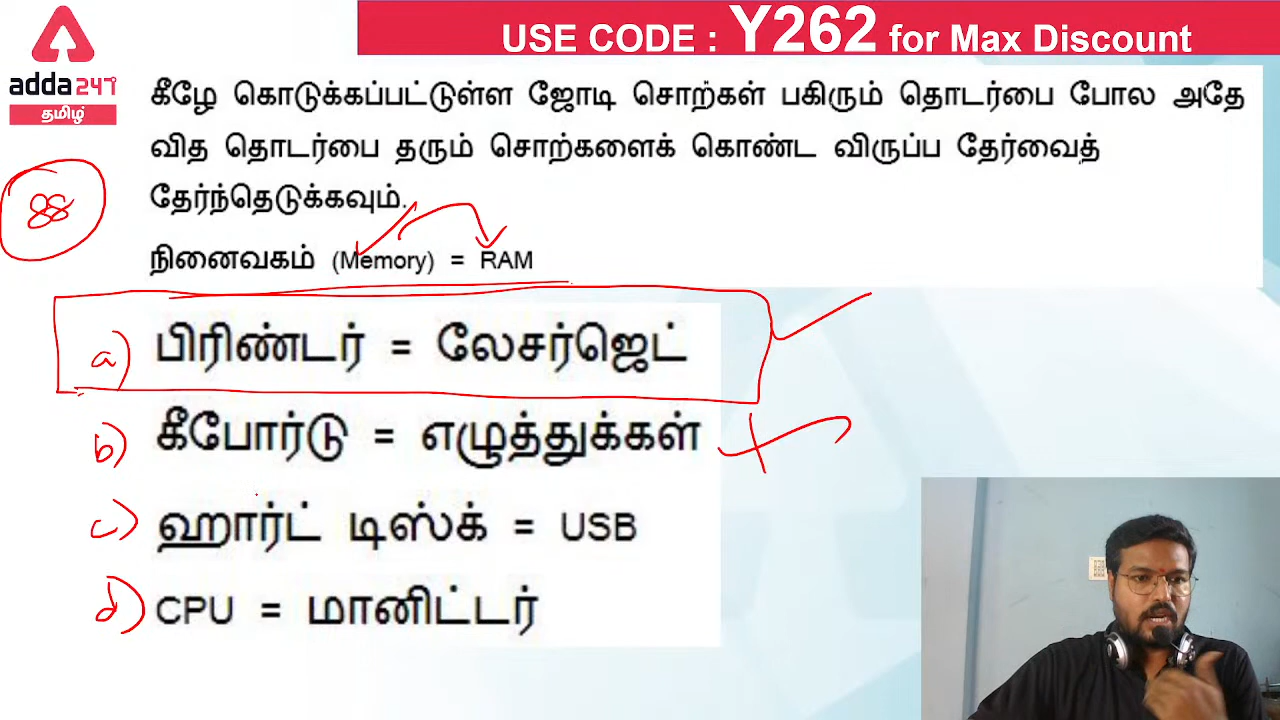 USE CODE : Y262 for Max Discount
adda247
தமிழ்
கீழே கொடுக்கப்பட்டுள்ள ஜோடி சொற்கள் பகிரும் தொடர்பை போல அதே
வித தொடர்பை தரும் சொற்களைக் கொண்ட விருப்ப தேர்வைத்
தேர்ந்தெடுக்கவும்.
88
நினைவகம் (Memory) = RAM
a) பிரிண்டர் = லேசர்ஜெட்
b) கீபோர்டு = எழுத்துக்கள்
c) ஹார்ட் டிஸ்க் = USB
d) CPU = மானிட்டர்